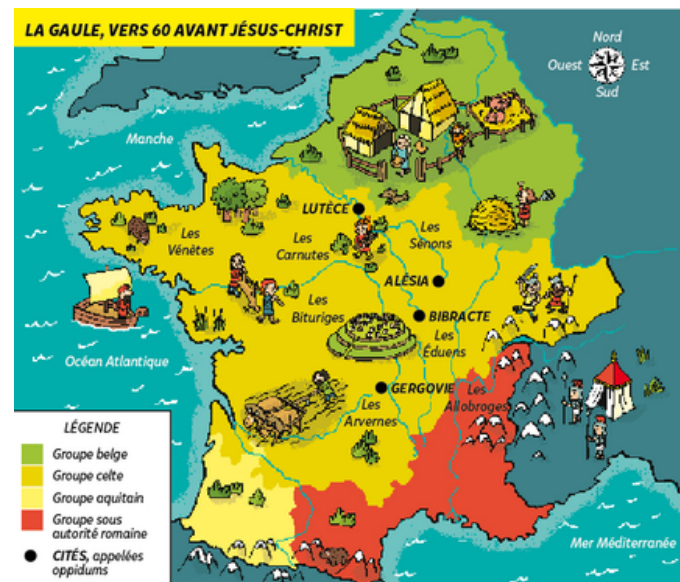 LA GAULE, VERS 60 AVANT JÉSUS-CHRIST
Nord
Ouest
Est
Sud
Manche
LUTÈCE
Les
Vénètes
Les
Carnutes
Les
Sénons
ALÉSIA
Les
Bituriges
BIBRACTE
Les
Éduens
Océan Atlantique
GERGOVIE
Les
Allobroges
Les
Arvernes
LÉGENDE
Groupe belge
Groupe celte
Groupe aquitain
Groupe sous
autorité romaine
CITÉS, appelées
oppidums
Mer Méditerranée